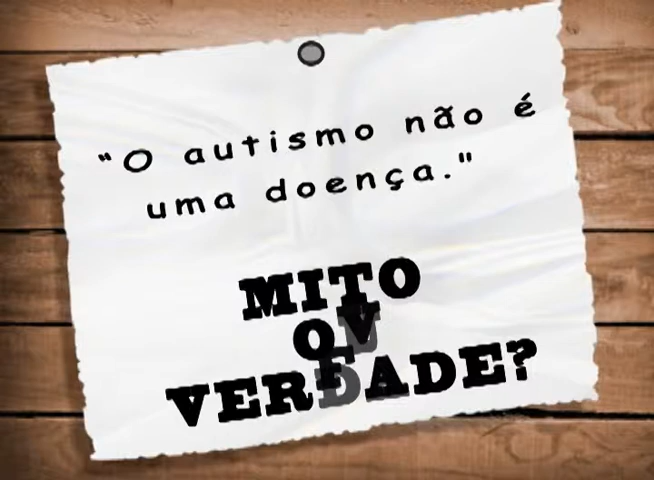 "O autismo não é
uma doença."
MITO
OU
VERDADE?